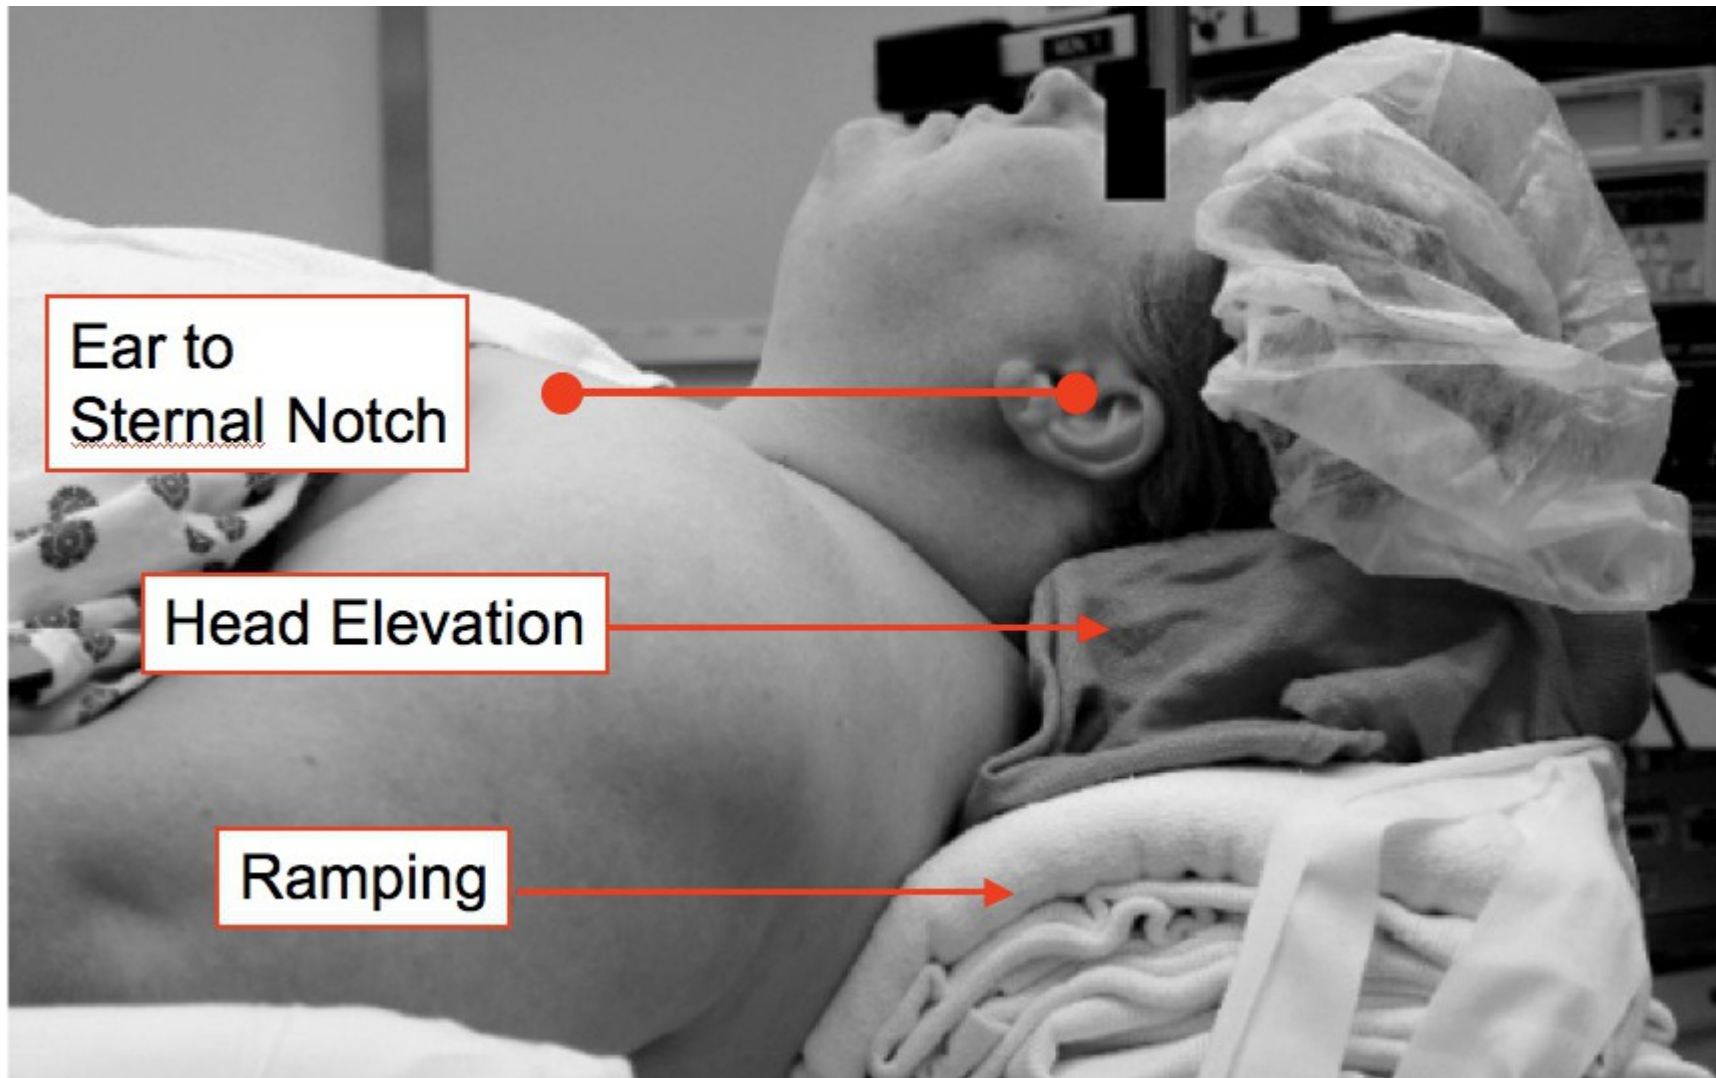 Ear to
Sternal Notch
Head Elevation
Ramping